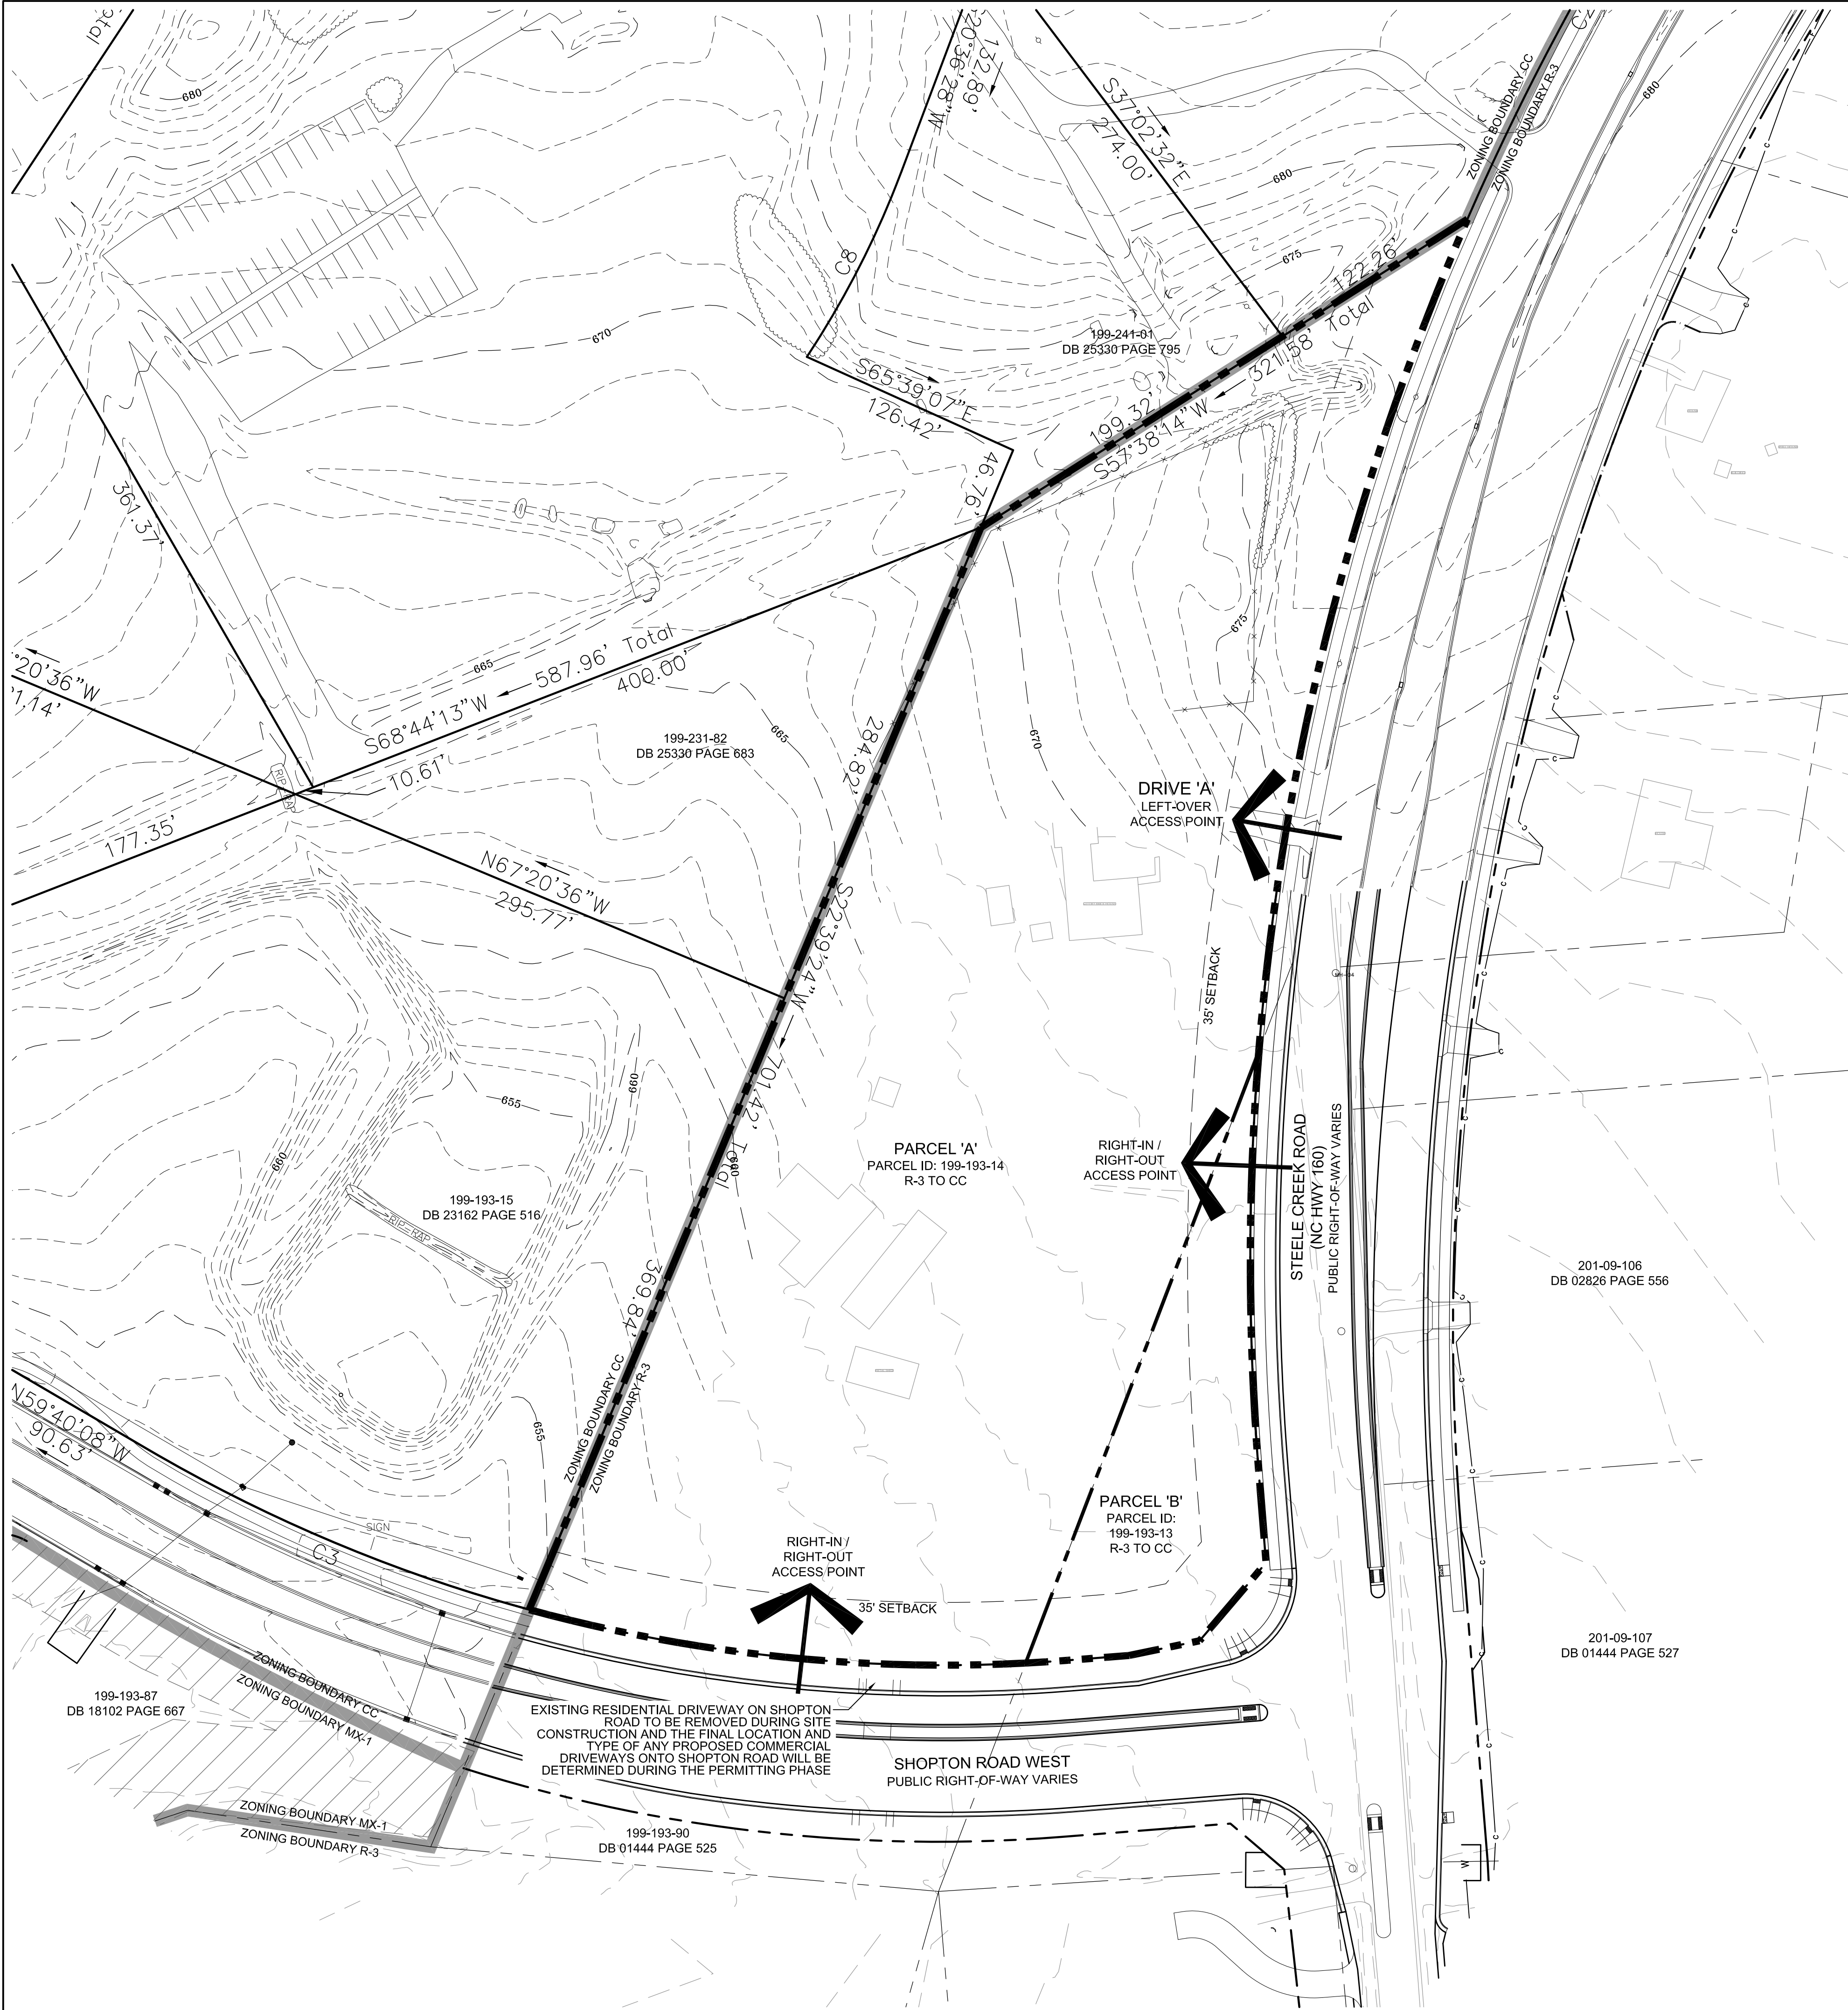 otal
680
20°36'28"W
132.89'
S37°02'32"E
274.00'
ZONING BOUNDARY CC
ZONING BOUNDARY R-3
680
680
C8
675
122.26'
321.58' Total
199-241-01
DB 25330 PAGE 795
670
S65°39'07"E
126.42'
199.32'
S57°38'14"W
46.76'
361.37'
675
°20'36"W
1.14'
665
587.96' Total
S68°44'13"W
400.00'
10.61'
RIP-RAP
177.35'
199-231-82
DB 25330 PAGE 683
665
670
284.82'
DRIVE 'A'
LEFT-OVER
ACCESS POINT
N67°20'36"W
295.77'
S22°39'24"W
701.42' Total
35' SETBACK
655
660
660
660
PARCEL 'A'
PARCEL ID: 199-193-14
R-3 TO CC
RIGHT-IN /
RIGHT-OUT
ACCESS POINT
STEELE CREEK ROAD
(NC HWY 160)
PUBLIC RIGHT-OF-WAY VARIES
199-193-15
DB 23162 PAGE 516
RIP-RAP
201-09-106
DB 02826 PAGE 556
369.84'
ZONING BOUNDARY CC
ZONING BOUNDARY R-3
655
N59°40'08"W
90.63'
SIGN
C3
PARCEL 'B'
PARCEL ID:
199-193-13
R-3 TO CC
RIGHT-IN /
RIGHT-OUT
ACCESS POINT
35' SETBACK
201-09-107
DB 01444 PAGE 527
ZONING BOUNDARY CC
ZONING BOUNDARY MX-1
199-193-87
DB 18102 PAGE 667
EXISTING RESIDENTIAL DRIVEWAY ON SHOPTON
ROAD TO BE REMOVED DURING SITE
CONSTRUCTION AND THE FINAL LOCATION AND
TYPE OF ANY PROPOSED COMMERCIAL
DRIVEWAYS ONTO SHOPTON ROAD WILL BE
DETERMINED DURING THE PERMITTING PHASE
SHOPTON ROAD WEST
PUBLIC RIGHT-OF-WAY VARIES
ZONING BOUNDARY MX-1
ZONING BOUNDARY R-3
199-193-90
DB 01444 PAGE 525
W